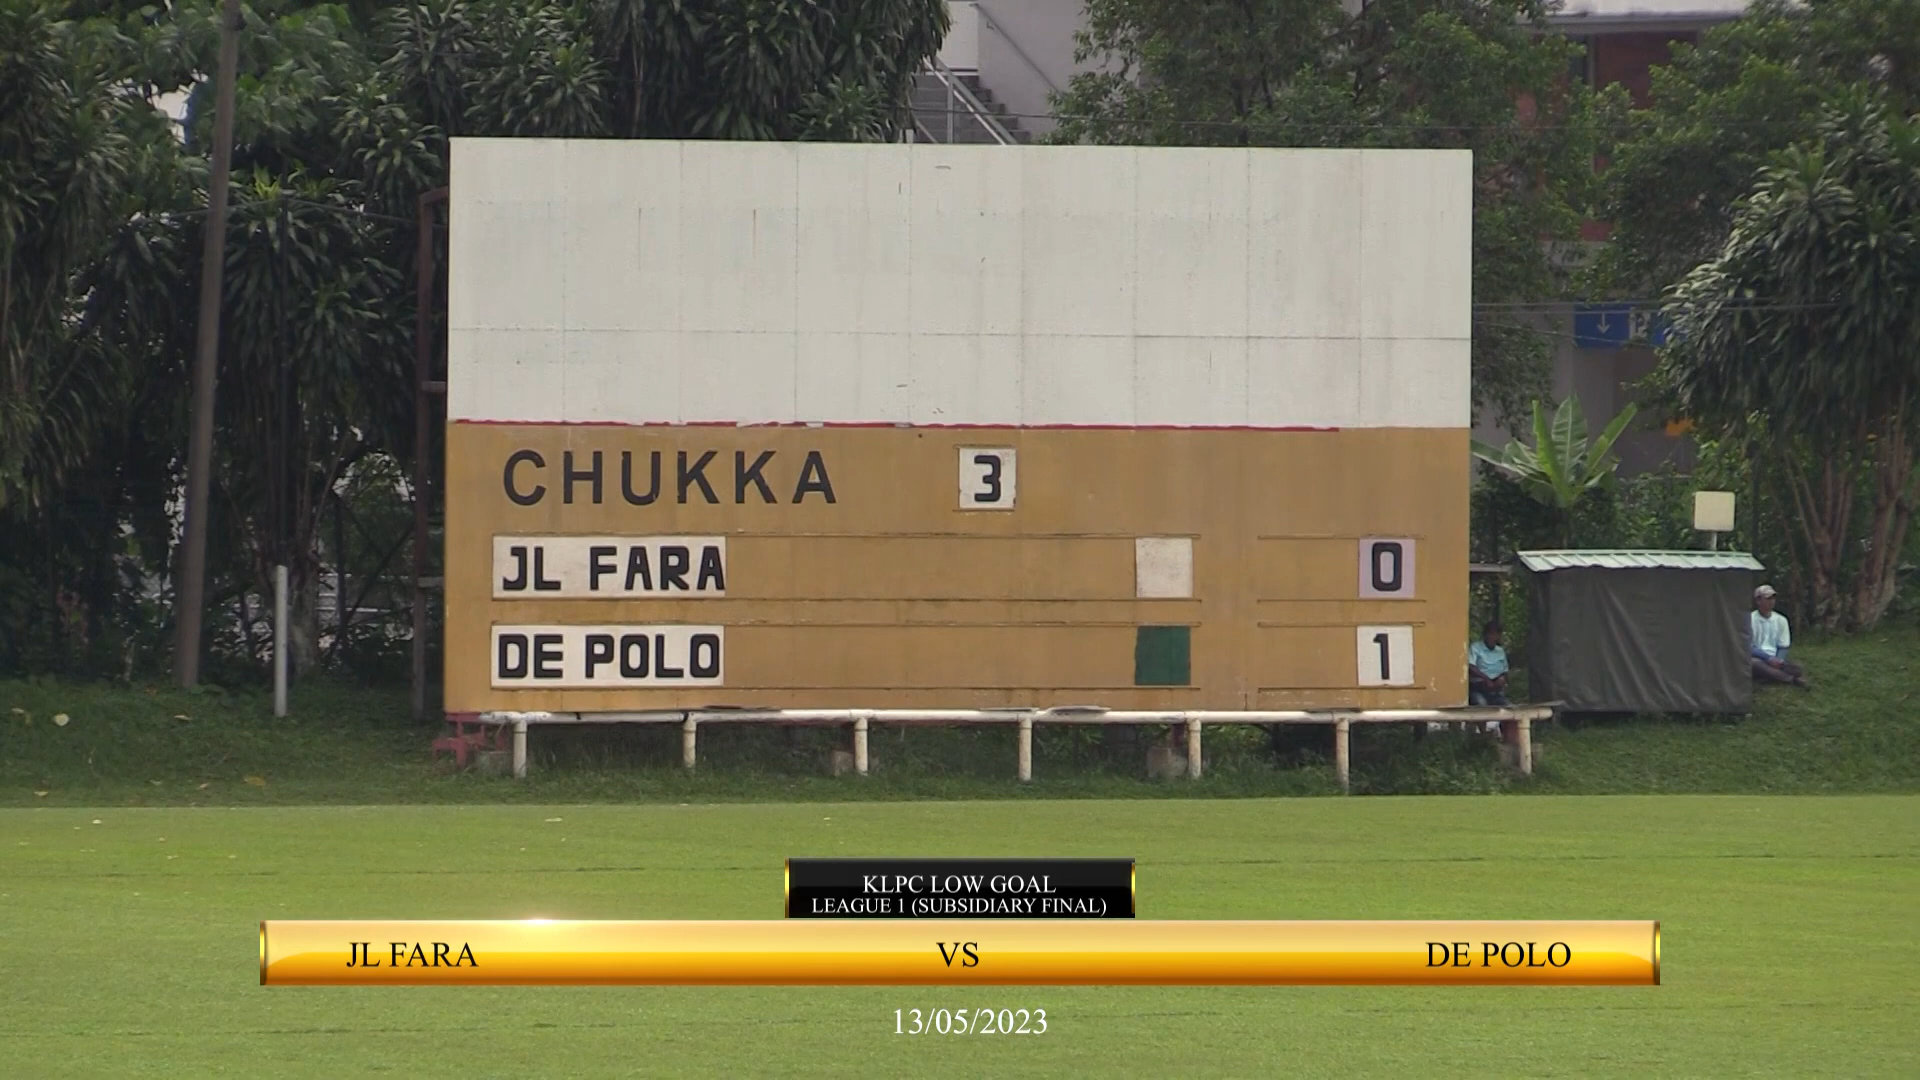 CHUKKA 3
JL FARA 0
DE POLO 1
KLPC LOW GOAL
LEAGUE 1 (SUBSIDIARY FINAL)
JL FARA VS DE POLO
13/05/2023